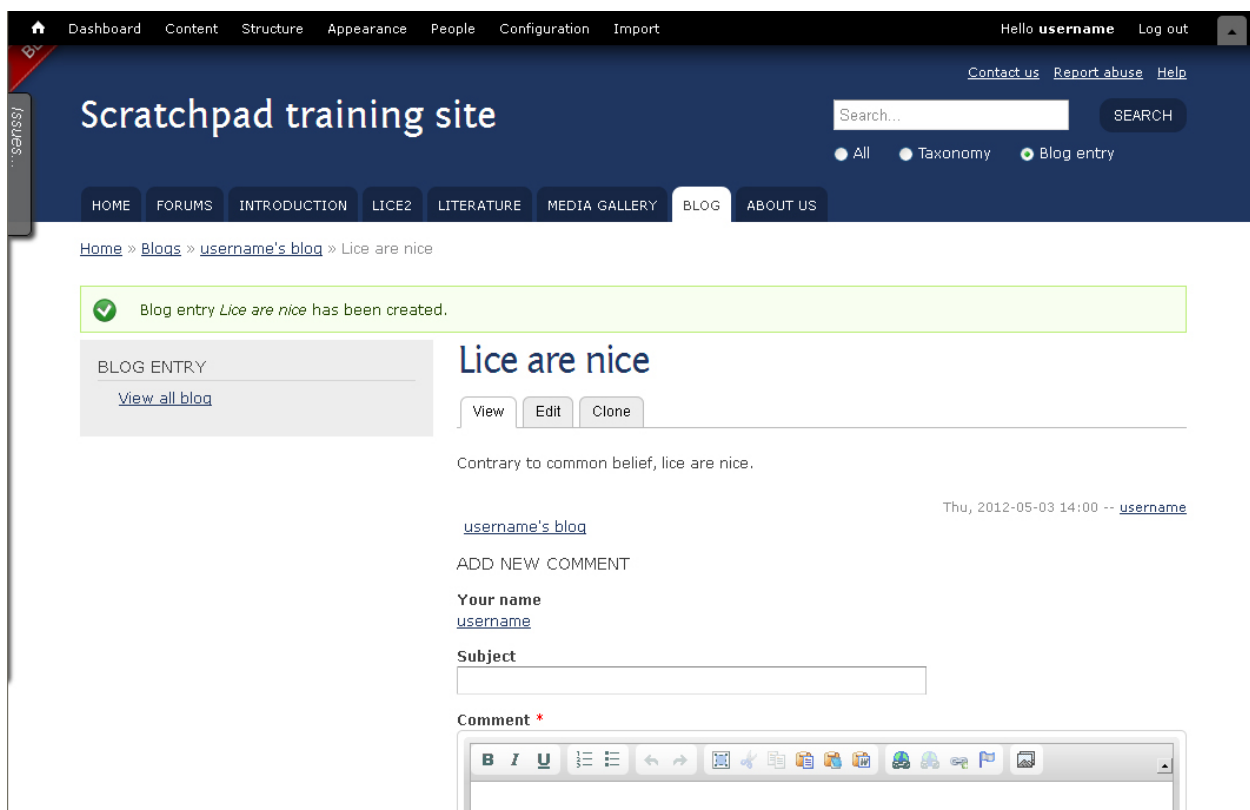 Dashboard Content Structure Appearance People Configuration Import Hello username Log out
Contact us Report abuse Help
Issues...
Scratchpad training site
Search... SEARCH
All Taxonomy Blog entry
HOME FORUMS INTRODUCTION LICE2 LITERATURE MEDIA GALLERY BLOG ABOUT US
Home » Blogs » username's blog » Lice are nice
Blog entry Lice are nice has been created.
BLOG ENTRY
View all blog
Lice are nice
View Edit Clone
Contrary to common belief, lice are nice.
Thu, 2012-05-03 14:00 -- username
username's blog
ADD NEW COMMENT
Your name
username
Subject
Comment *
B I U